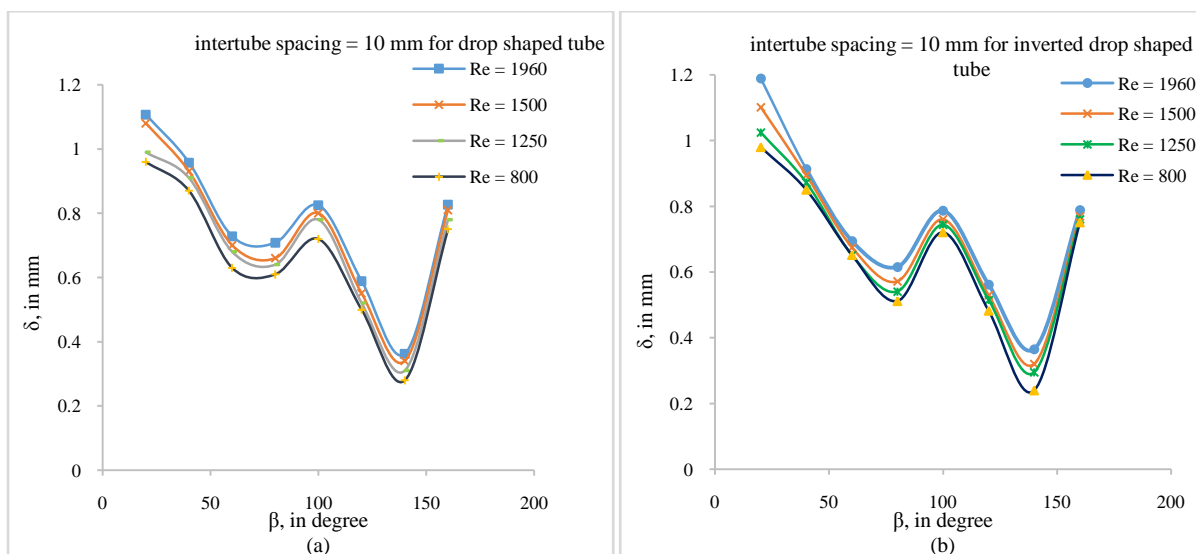 intertube spacing = 10 mm for drop shaped tube
Re = 1960
Re = 1500
Re = 1250
Re = 800
1.2
1
0.8
0.6
0.4
0.2
0
0
50
100
150
200
δ, in mm
β, in degree
(a)
intertube spacing = 10 mm for inverted drop shaped
tube
Re = 1960
Re = 1500
Re = 1250
Re = 800
1.2
1
0.8
0.6
0.4
0.2
0
0
50
100
150
200
δ, in mm
β, in degree
(b)